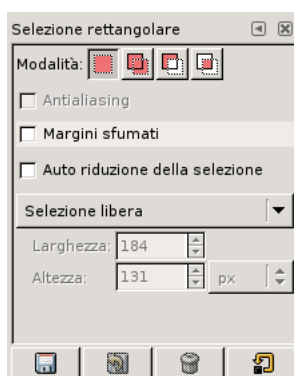 Selezione rettangolare
Modalità:
Antialiasing
Margini sfumati
Auto riduzione della selezione
Selezione libera
Larghezza: 184
Altezza: 131 px